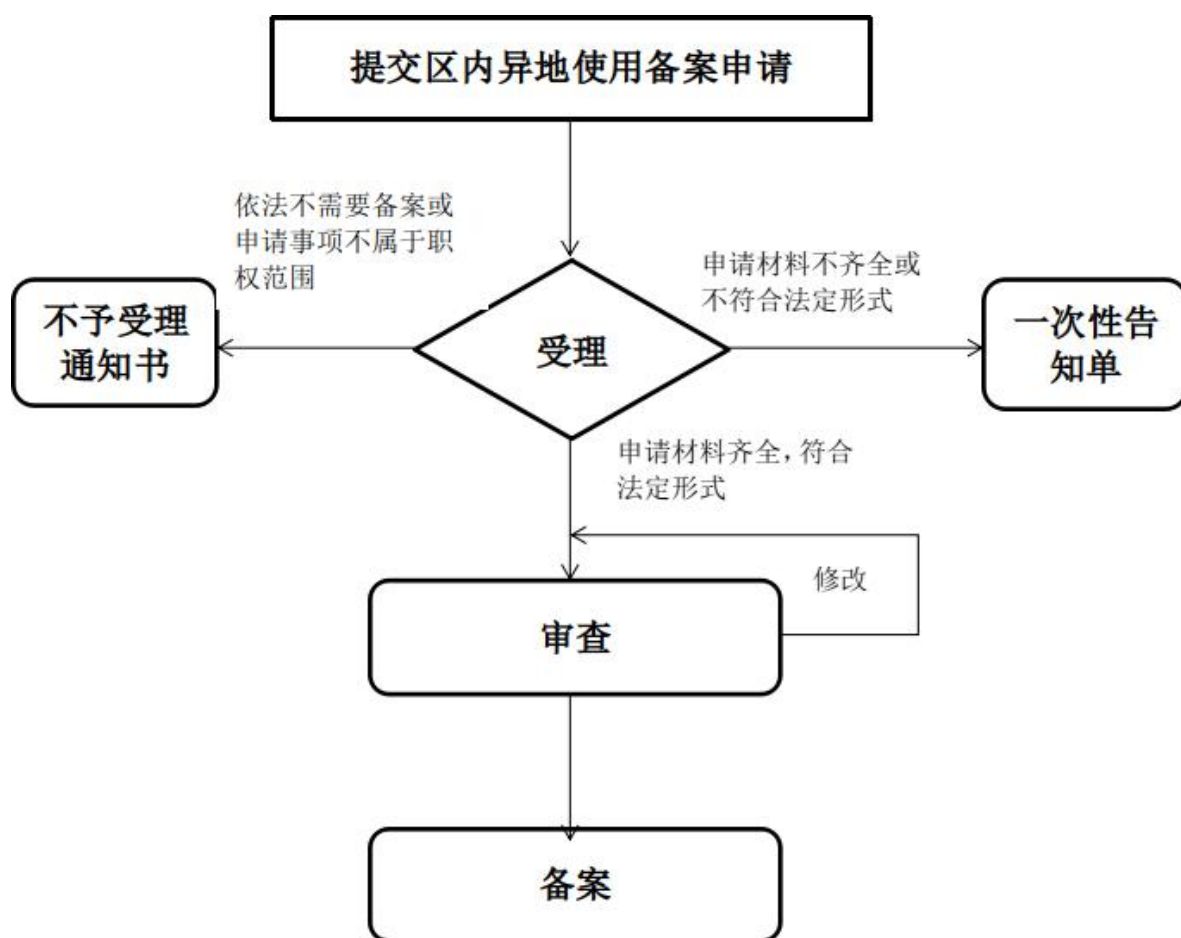 提交区内异地使用备案申请
依法不需要备案或
申请事项不属于职
权范围
申请材料不齐全或
不符合法定形式
不予受理
通知书
受理
一次性告
知单
申请材料齐全，符合
法定形式
修改
审查
备案